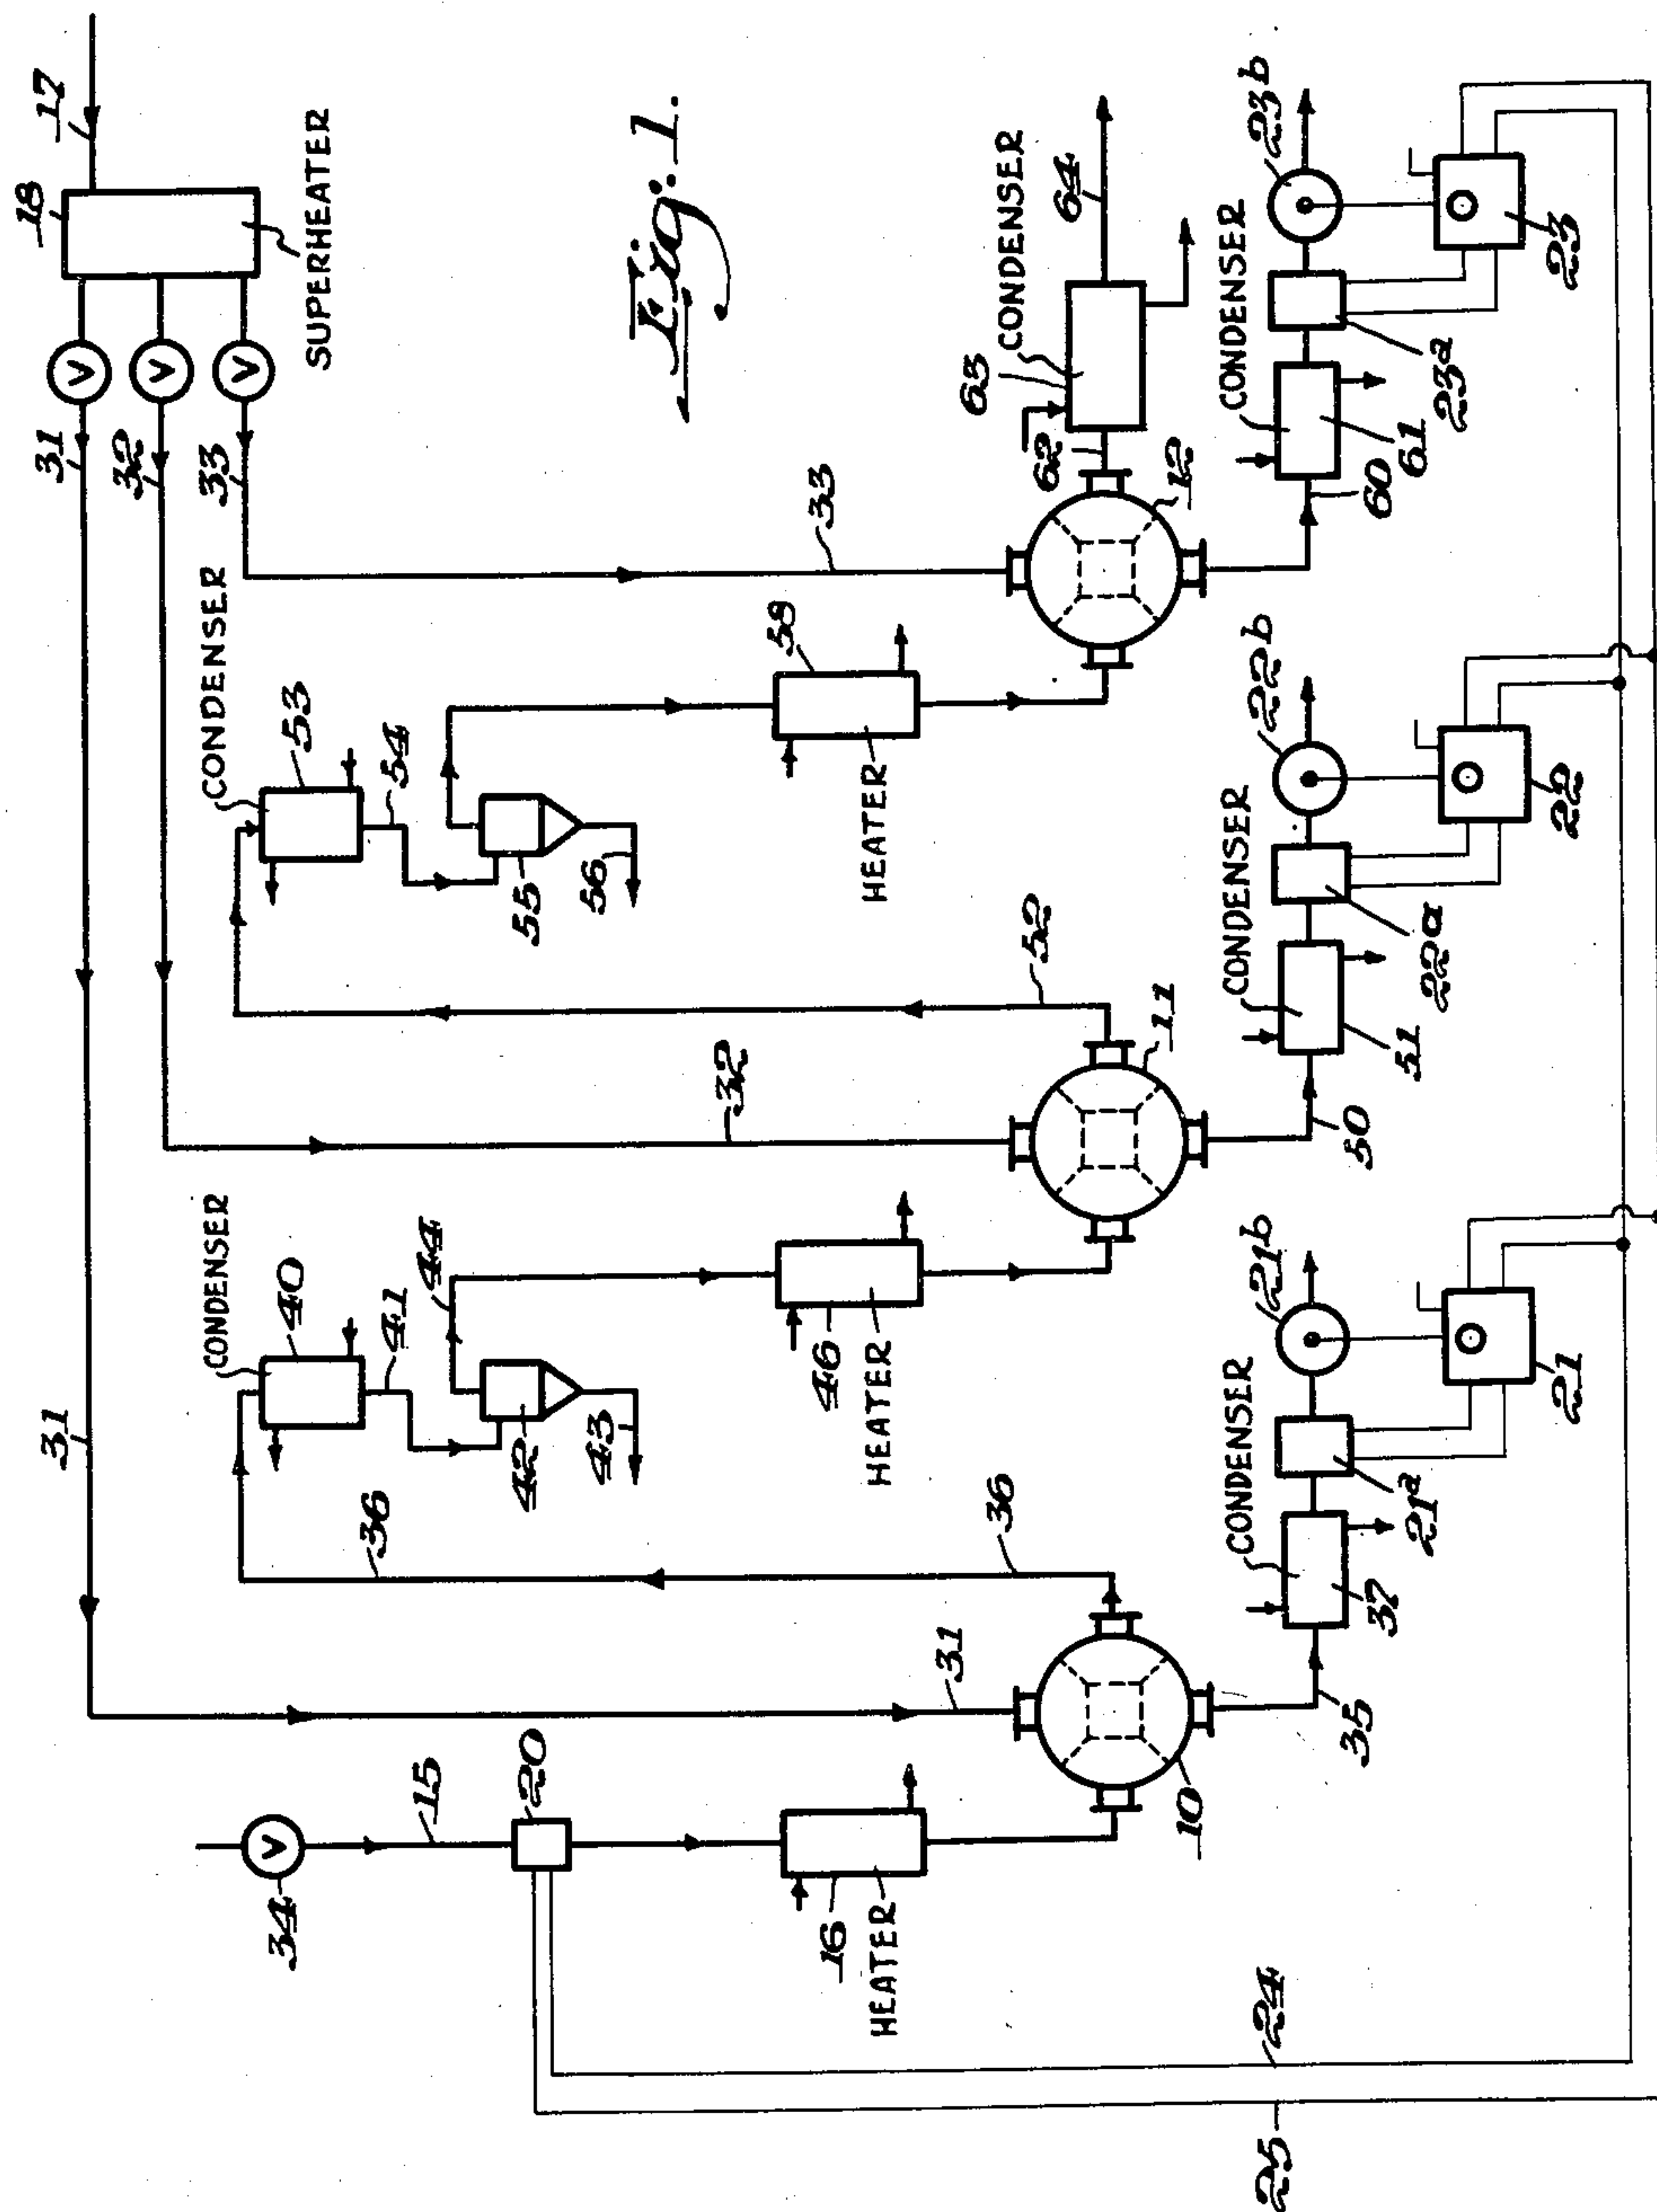 17
18
SUPERHEATER
V
V
V
31
32
33
Fig. 1.
31
CONDENSER
53
54
55
56
58
HEATER
33
CONDENSER
63
64
62
12
CONDENSER
60
61
23a
23b
23
CONDENSER
40
41
42
43
44
46
HEATER
32
52
11
CONDENSER
50
51
22a
22b
22
36
36
34
V
15
20
16
HEATER
31
10
CONDENSER
35
37
21a
21b
21
24
25